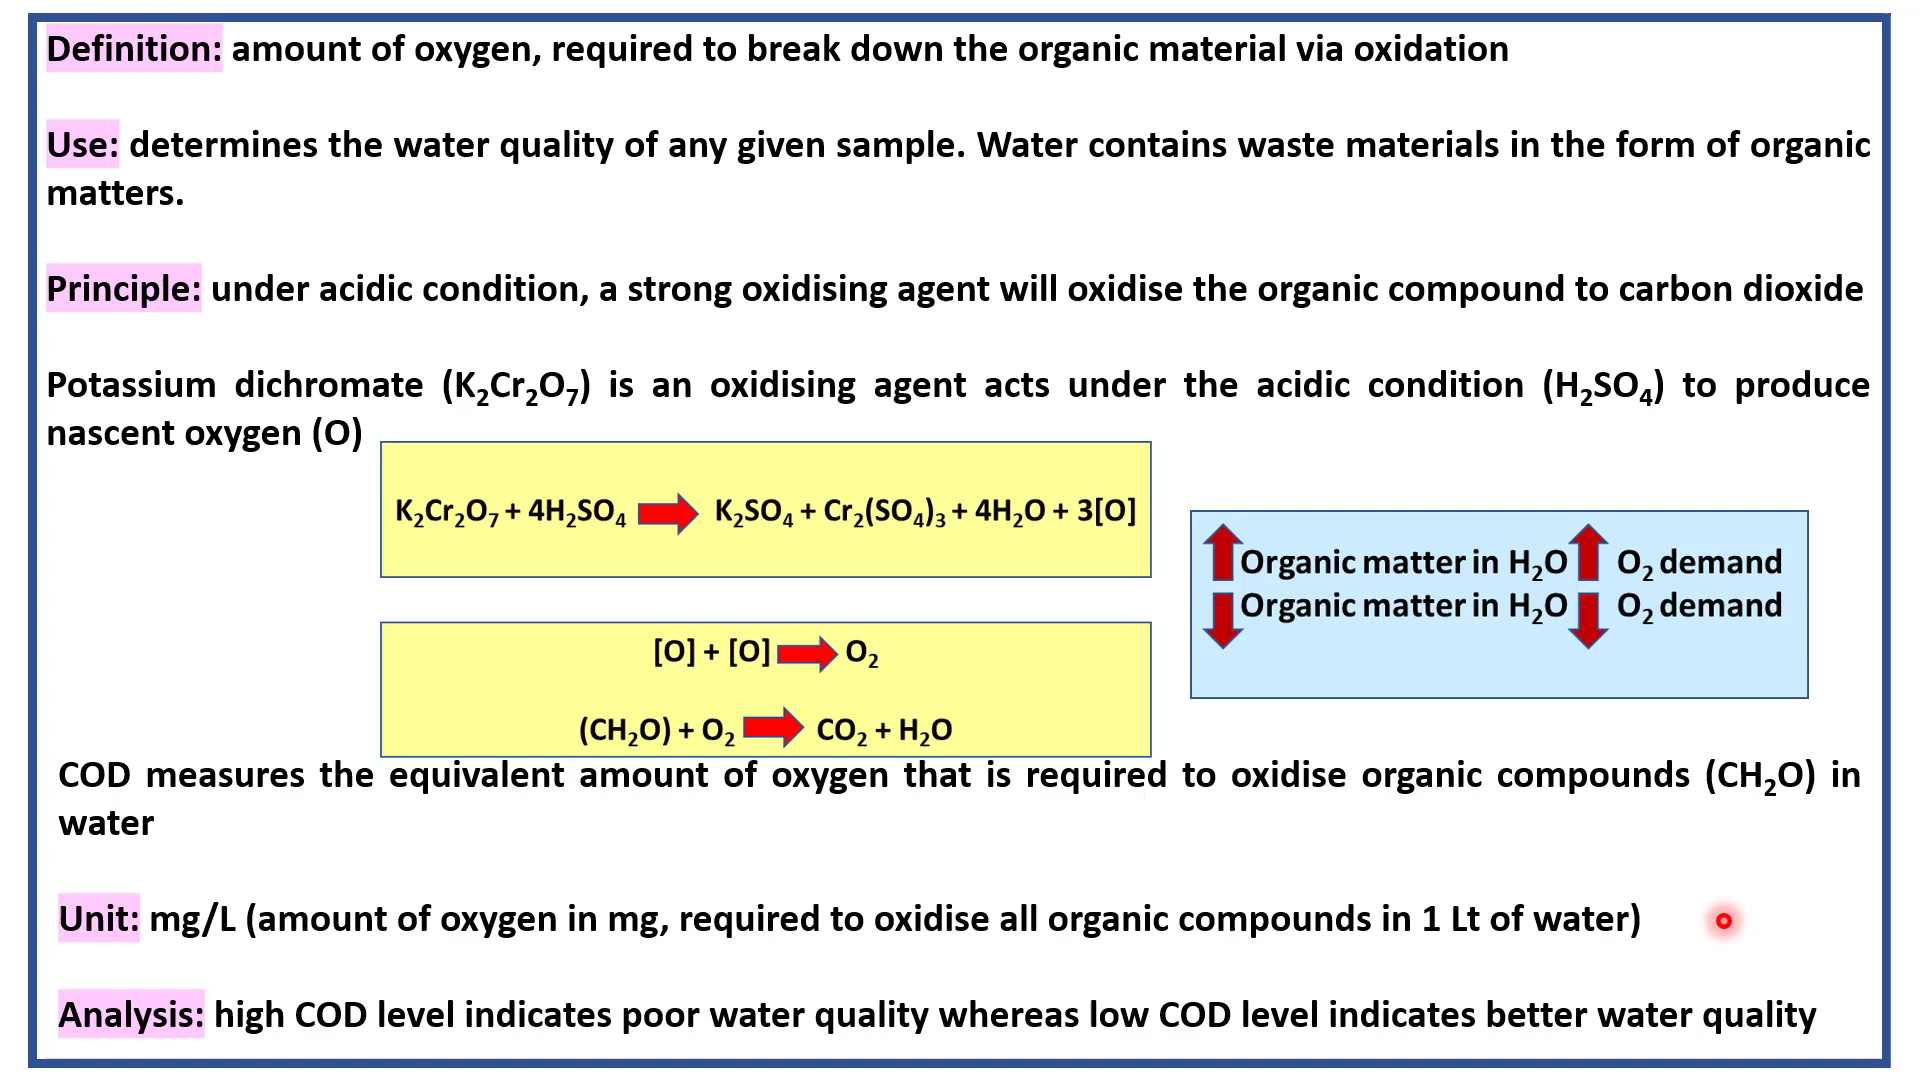 Definition: amount of oxygen, required to break down the organic material via oxidation
Use: determines the water quality of any given sample. Water contains waste materials in the form of organic
matters.
Principle: under acidic condition, a strong oxidising agent will oxidise the organic compound to carbon dioxide
Potassium dichromate (K₂Cr₂O₇) is an oxidising agent acts under the acidic condition (H₂SO₄) to produce
nascent oxygen (O)
K₂Cr₂O₇ + 4H₂SO₄ K₂SO₄ + Cr₂(SO₄)₃ + 4H₂O + 3[O]
Organic matter in H₂O O₂ demand
Organic matter in H₂O O₂ demand
[O] + [O] O₂
(CH₂O) + O₂ CO₂ + H₂O
COD measures the equivalent amount of oxygen that is required to oxidise organic compounds (CH₂O) in
water
Unit: mg/L (amount of oxygen in mg, required to oxidise all organic compounds in 1 Lt of water)
Analysis: high COD level indicates poor water quality whereas low COD level indicates better water quality